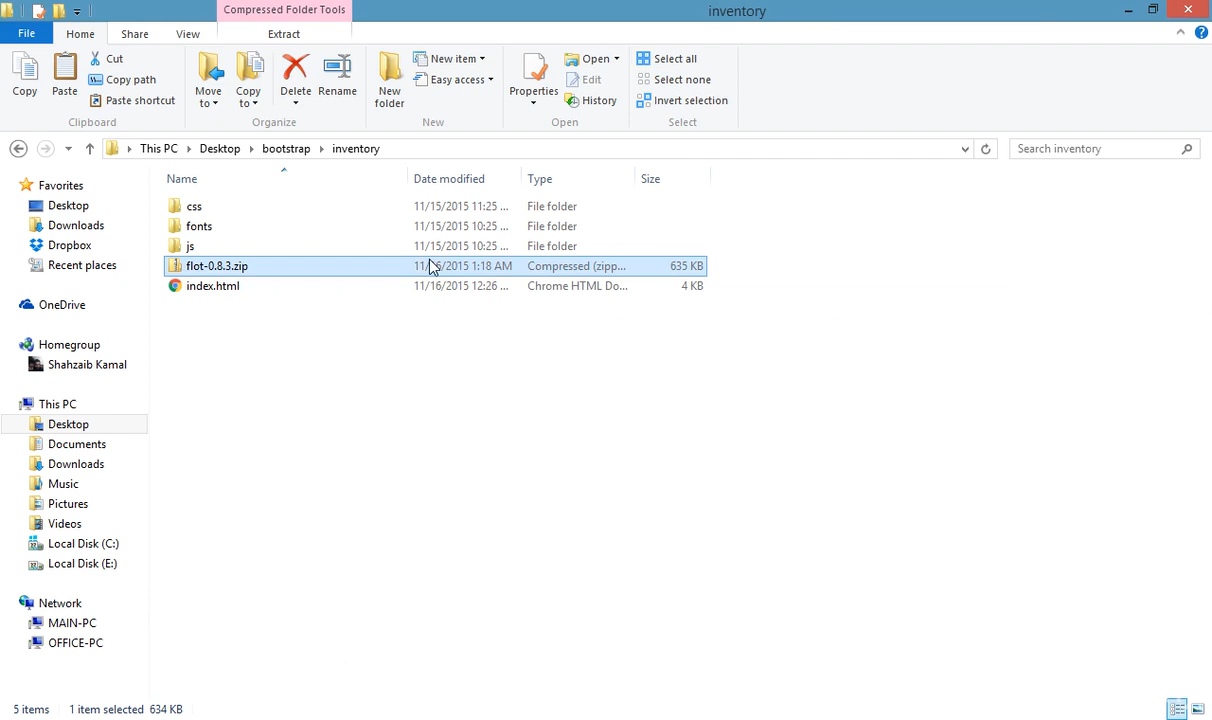 Compressed Folder Tools
inventory
File
Home
Share
View
Extract
Copy
Paste
Cut
Copy path
Paste shortcut
Move to
Copy to
Delete
Rename
New folder
New item
Easy access
Properties
Open
Edit
History
Select all
Select none
Invert selection
Clipboard
Organize
New
Open
Select
This PC
Desktop
bootstrap
inventory
Search inventory
Name
Date modified
Type
Size
css
11/15/2015 11:25 ...
File folder
fonts
11/15/2015 10:25 ...
File folder
js
11/15/2015 10:25 ...
File folder
flot-0.8.3.zip
11/16/2015 1:18 AM
Compressed (zipp...
635 KB
index.html
11/16/2015 12:26 ...
Chrome HTML Do...
4 KB
Favorites
Desktop
Downloads
Dropbox
Recent places
OneDrive
Homegroup
Shahzaib Kamal
This PC
Desktop
Documents
Downloads
Music
Pictures
Videos
Local Disk (C:)
Local Disk (E:)
Network
MAIN-PC
OFFICE-PC
5 items
1 item selected 634 KB